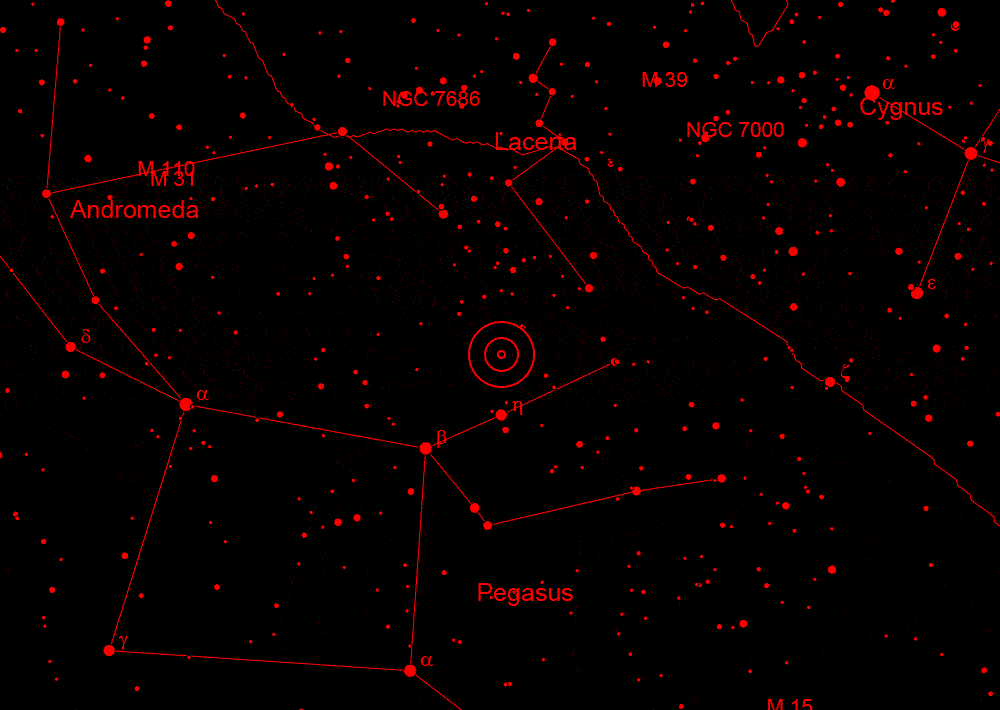 α
M 39
NGC 7686
Cygnus
NGC 7000
Lacerta
γ
M 110
M 31
Andromeda
ε
δ
ζ
α
η
β
Pegasus
γ
α
M 15